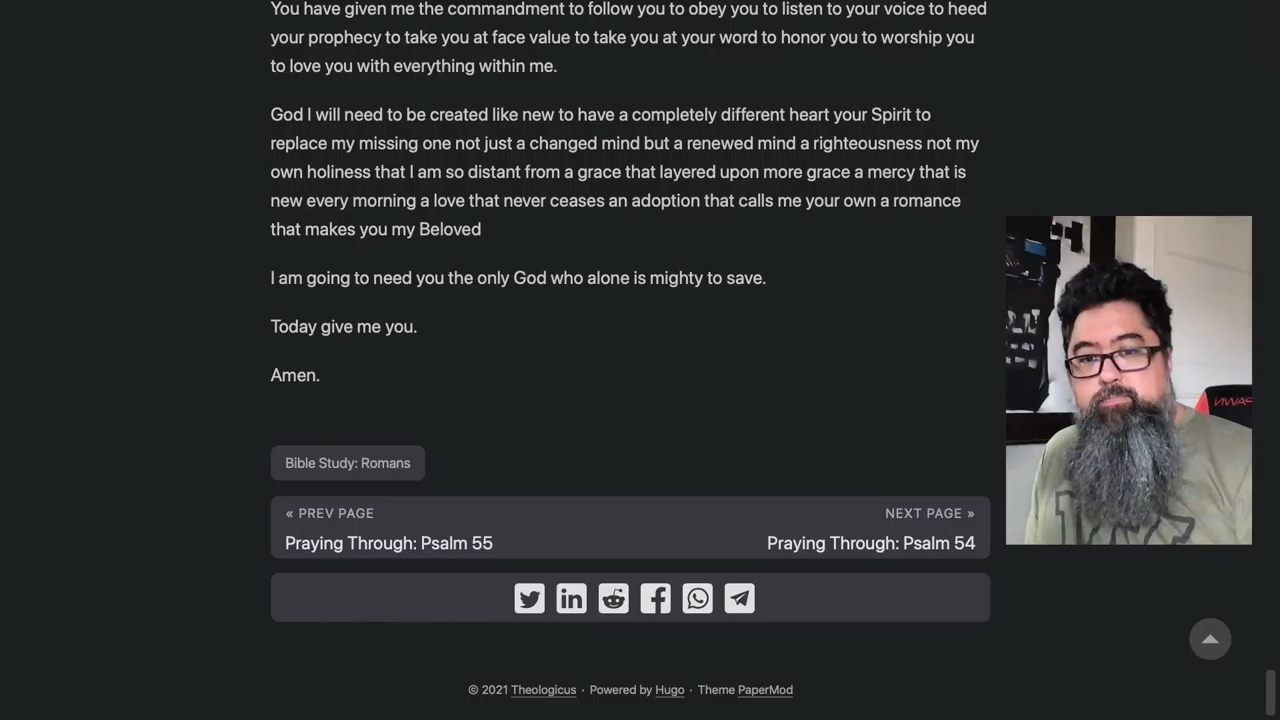 You have given me the commandment to follow you to obey you to listen to your voice to heed
your prophecy to take you at face value to take you at your word to honor you to worship you
to love you with everything within me.
God I will need to be created like new to have a completely different heart your Spirit to
replace my missing one not just a changed mind but a renewed mind a righteousness not my
own holiness that I am so distant from a grace that layered upon more grace a mercy that is
new every morning a love that never ceases an adoption that calls me your own a romance
that makes you my Beloved
I am going to need you the only God who alone is mighty to save.
Today give me you.
Amen.
Bible Study: Romans
« PREV PAGE
Praying Through: Psalm 55
NEXT PAGE »
Praying Through: Psalm 54
© 2021 Theologicus · Powered by Hugo · Theme PaperMod